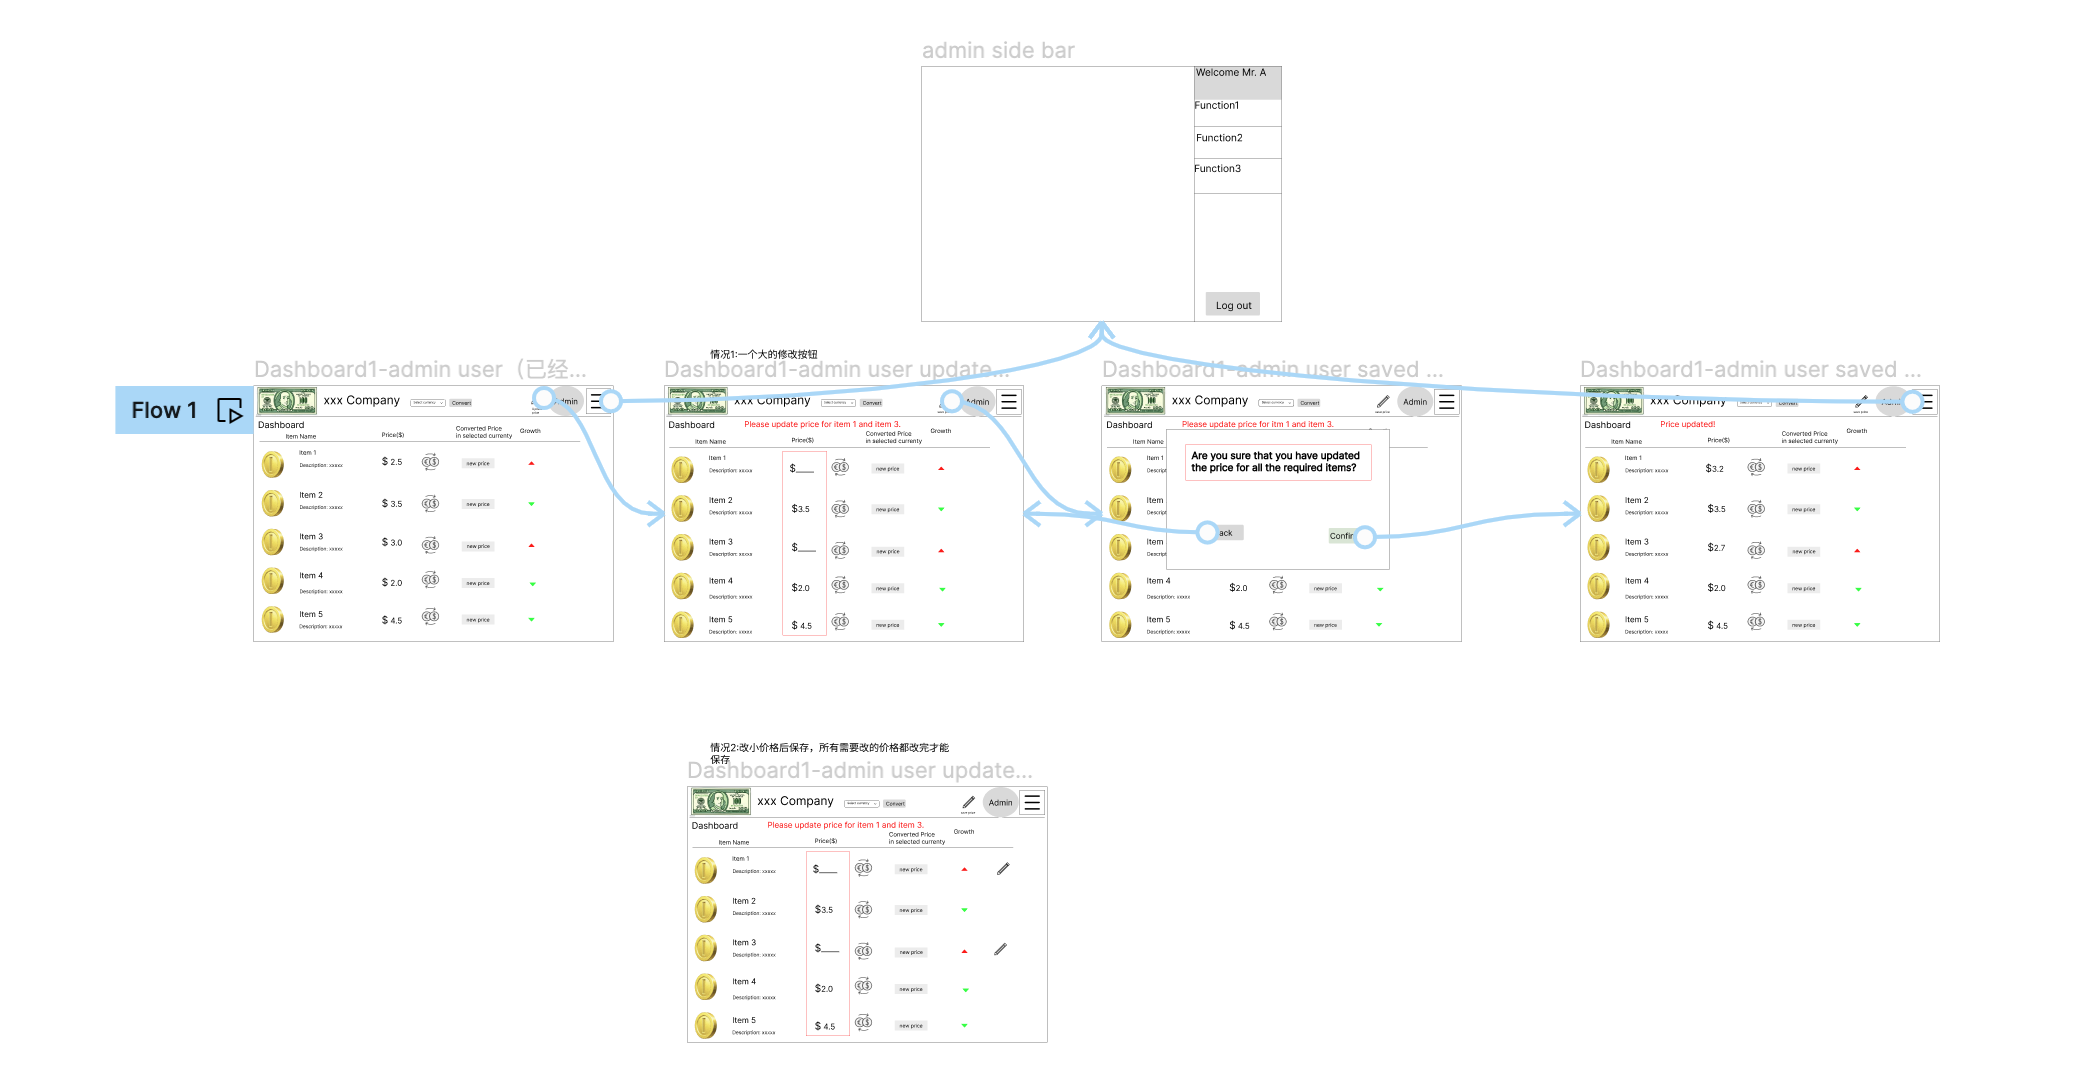 admin side bar
Welcome Mr. A
Function1
Function2
Function3
Log out
Flow 1
Dashboard1-admin user（已经...
xxx Company
Select currency
Convert
Dashboard
Item Name
Price($)
Converted Price
in selected currenty
Growth
Item 1
Description: xxxxx
$ 2.5
new price
Item 2
Description: xxxxx
$ 3.5
new price
Item 3
Description: xxxxx
$ 3.0
new price
Item 4
Description: xxxxx
$ 2.0
new price
Item 5
Description: xxxxx
$ 4.5
new price
情况1:一个大的修改按钮
Dashboard1-admin user update...
xxx Company
Select currency
Convert
Admin
Dashboard
Please update price for item 1 and item 3.
Item Name
Price($)
Converted Price
in selected currenty
Growth
Item 1
Description: xxxxx
$___
new price
Item 2
Description: xxxxx
$3.5
new price
Item 3
Description: xxxxx
$___
new price
Item 4
Description: xxxxx
$2.0
new price
Item 5
Description: xxxxx
$ 4.5
new price
Dashboard1-admin user saved ...
xxx Company
Select currency
Convert
save price
Admin
Dashboard
Please update price for itm 1 and item 3.
Item Name
Item 1
Item
Item
Are you sure that you have updated
the price for all the required items?
Item 4
Description: xxxxx
$2.0
new price
Item 5
Description: xxxxx
$ 4.5
new price
Dashboard1-admin user saved ...
xxx Company
Convert
save price
Dashboard
Price updated!
Item Name
Price($)
Converted Price
in selected currenty
Growth
Item 1
Description: xxxxx
$3.2
new price
Item 2
Description: xxxxx
$3.5
new price
Item 3
Description: xxxxx
$2.7
new price
Item 4
Description: xxxxx
$2.0
new price
Item 5
Description: xxxxx
$ 4.5
new price
情况2:改小价格后保存，所有需要改的价格都改完才能
保存
Dashboard1-admin user update...
xxx Company
Select currency
Convert
save price
Admin
Dashboard
Please update price for item 1 and item 3.
Item Name
Price($)
Converted Price
in selected currenty
Growth
Item 1
Description: xxxxx
$___
new price
Item 2
Description: xxxxx
$3.5
new price
Item 3
Description: xxxxx
$___
new price
Item 4
Description: xxxxx
$2.0
new price
Item 5
Description: xxxxx
$ 4.5
new price